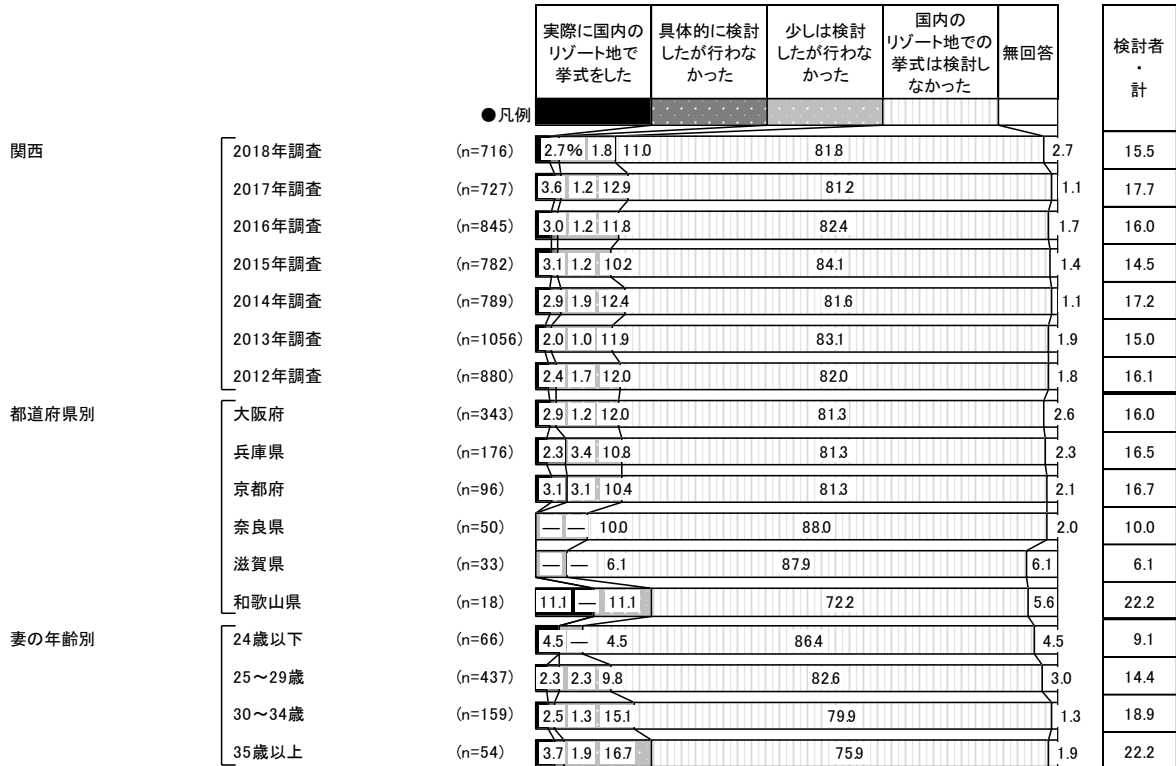 実際に国内の
リゾート地で
挙式をした
具体的に検討
したが行わな
かった
少しは検討
したが行わな
かった
国内の
リゾート地での
挙式は検討し
なかった
無回答
検討者
・
計
●凡例
関西 2018年調査 (n=716) 2.7% 1.8 11.0 81.8 2.7 15.5
2017年調査 (n=727) 3.6 1.2 12.9 81.2 1.1 17.7
2016年調査 (n=845) 3.0 1.2 11.8 82.4 1.7 16.0
2015年調査 (n=782) 3.1 1.2 10.2 84.1 1.4 14.5
2014年調査 (n=789) 2.9 1.9 12.4 81.6 1.1 17.2
2013年調査 (n=1056) 2.0 1.0 11.9 83.1 1.9 15.0
2012年調査 (n=880) 2.4 1.7 12.0 82.0 1.8 16.1
都道府県別 大阪府 (n=343) 2.9 1.2 12.0 81.3 2.6 16.0
兵庫県 (n=176) 2.3 3.4 10.8 81.3 2.3 16.5
京都府 (n=96) 3.1 3.1 10.4 81.3 2.1 16.7
奈良県 (n=50) — — 10.0 88.0 2.0 10.0
滋賀県 (n=33) — — 6.1 87.9 6.1 6.1
和歌山県 (n=18) 11.1 — 11.1 72.2 5.6 22.2
妻の年齢別 24歳以下 (n=66) 4.5 — 4.5 86.4 4.5 9.1
25～29歳 (n=437) 2.3 2.3 9.8 82.6 3.0 14.4
30～34歳 (n=159) 2.5 1.3 15.1 79.9 1.3 18.9
35歳以上 (n=54) 3.7 1.9 16.7 75.9 1.9 22.2